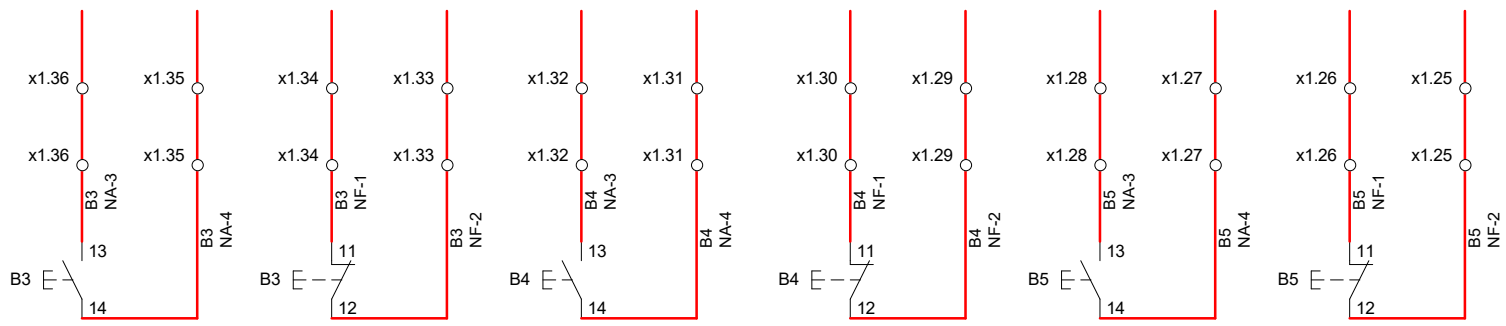 x1.36 x1.35 x1.34 x1.33 x1.32 x1.31 x1.30 x1.29 x1.28 x1.27 x1.26 x1.25
x1.36 x1.35 x1.34 x1.33 x1.32 x1.31 x1.30 x1.29 x1.28 x1.27 x1.26 x1.25
B3 B3 B4 B4 B5 B5
NA-3 NF-1 NA-3 NF-1 NA-3 NF-1
B3 B3 B4 B4 B5 B5
NA-4 NF-2 NA-4 NF-2 NA-4 NF-2
13 11 13 11 13 11
B3 B3 B4 B4 B5 B5
14 12 14 12 14 12